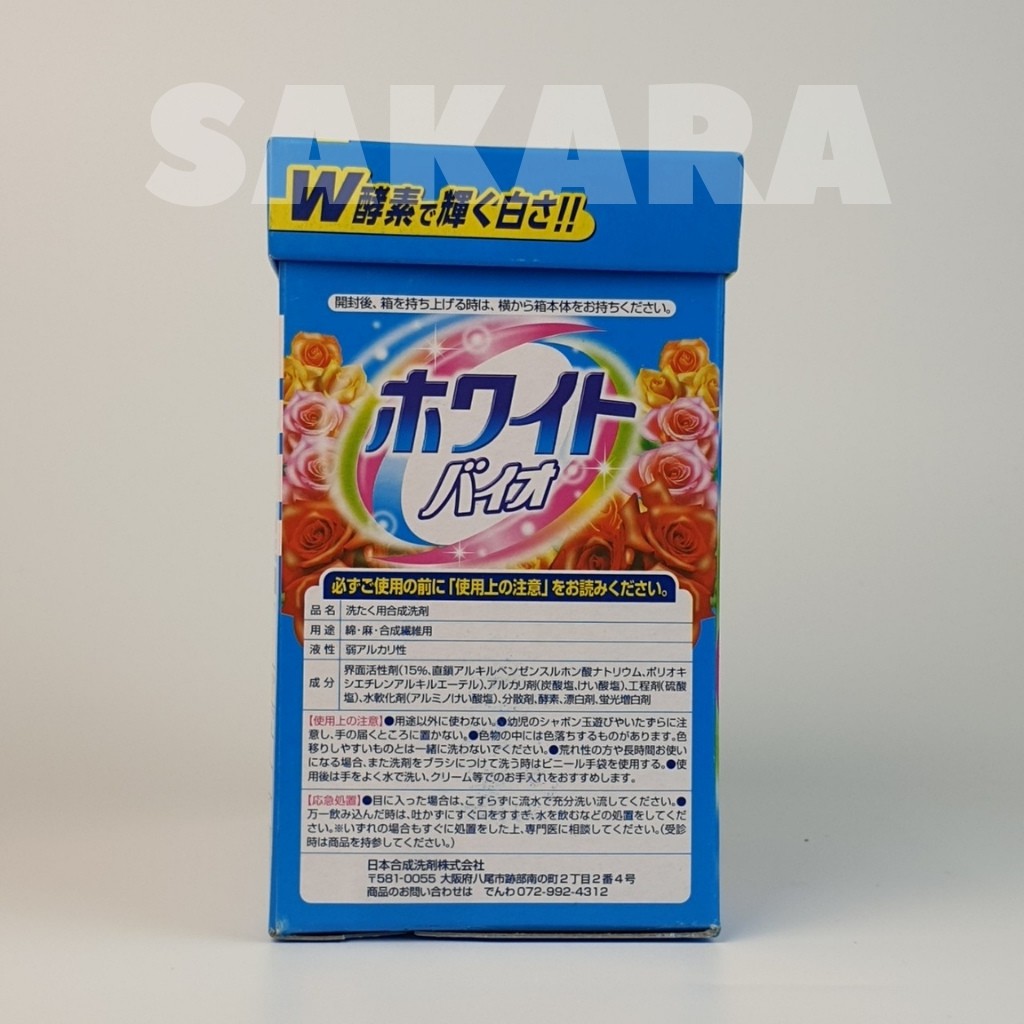 SAKARA
W酵素で輝く白さ!!
開封後、箱を持ち上げる時は、横から箱本体をお持ちください。
ホワイト
バイオ
必ずご使用の前に「使用上の注意」をお読みください。
品名 洗たく用合成洗剤
用途 綿・麻・合成繊維用
液性 弱アルカリ性
成分 界面活性剤(15%、直鎖アルキルベンゼンスルホン酸ナトリウム、ポリオキ
シエチレンアルキルエーテル)、アルカリ剤(炭酸塩、けい酸塩)、工程剤(硫酸
塩)、水軟化剤(アルミノけい酸塩)、分散剤、酵素、漂白剤、蛍光増白剤
【使用上の注意】●用途以外に使わない。●幼児のシャボン玉遊びやいたずらに注
意し、手の届くところに置かない。●色物の中には色落ちするものがあります。色
移りしやすいものとは一緒に洗わないでください。●荒れ性の方や長時間お使い
になる場合、また洗剤をブラシにつけて洗う時はビニール手袋を使用する。●使
用後は手をよく水で洗い、クリーム等でのお手入れをおすすめします。
【応急処置】●目に入った場合は、こすらずに流水で充分洗い流してください。●
万一飲み込んだ時は、吐かずにすぐ口をすすぎ、水を飲むなどの処置をしてくだ
さい。※いずれの場合もすぐに処置をした上、専門医に相談してください。(受診
時は商品を持参してください。)
日本合成洗剤株式会社
〒581-0055 大阪府八尾市跡部南の町2丁目2番4号
商品のお問い合わせは でんわ072-992-4312